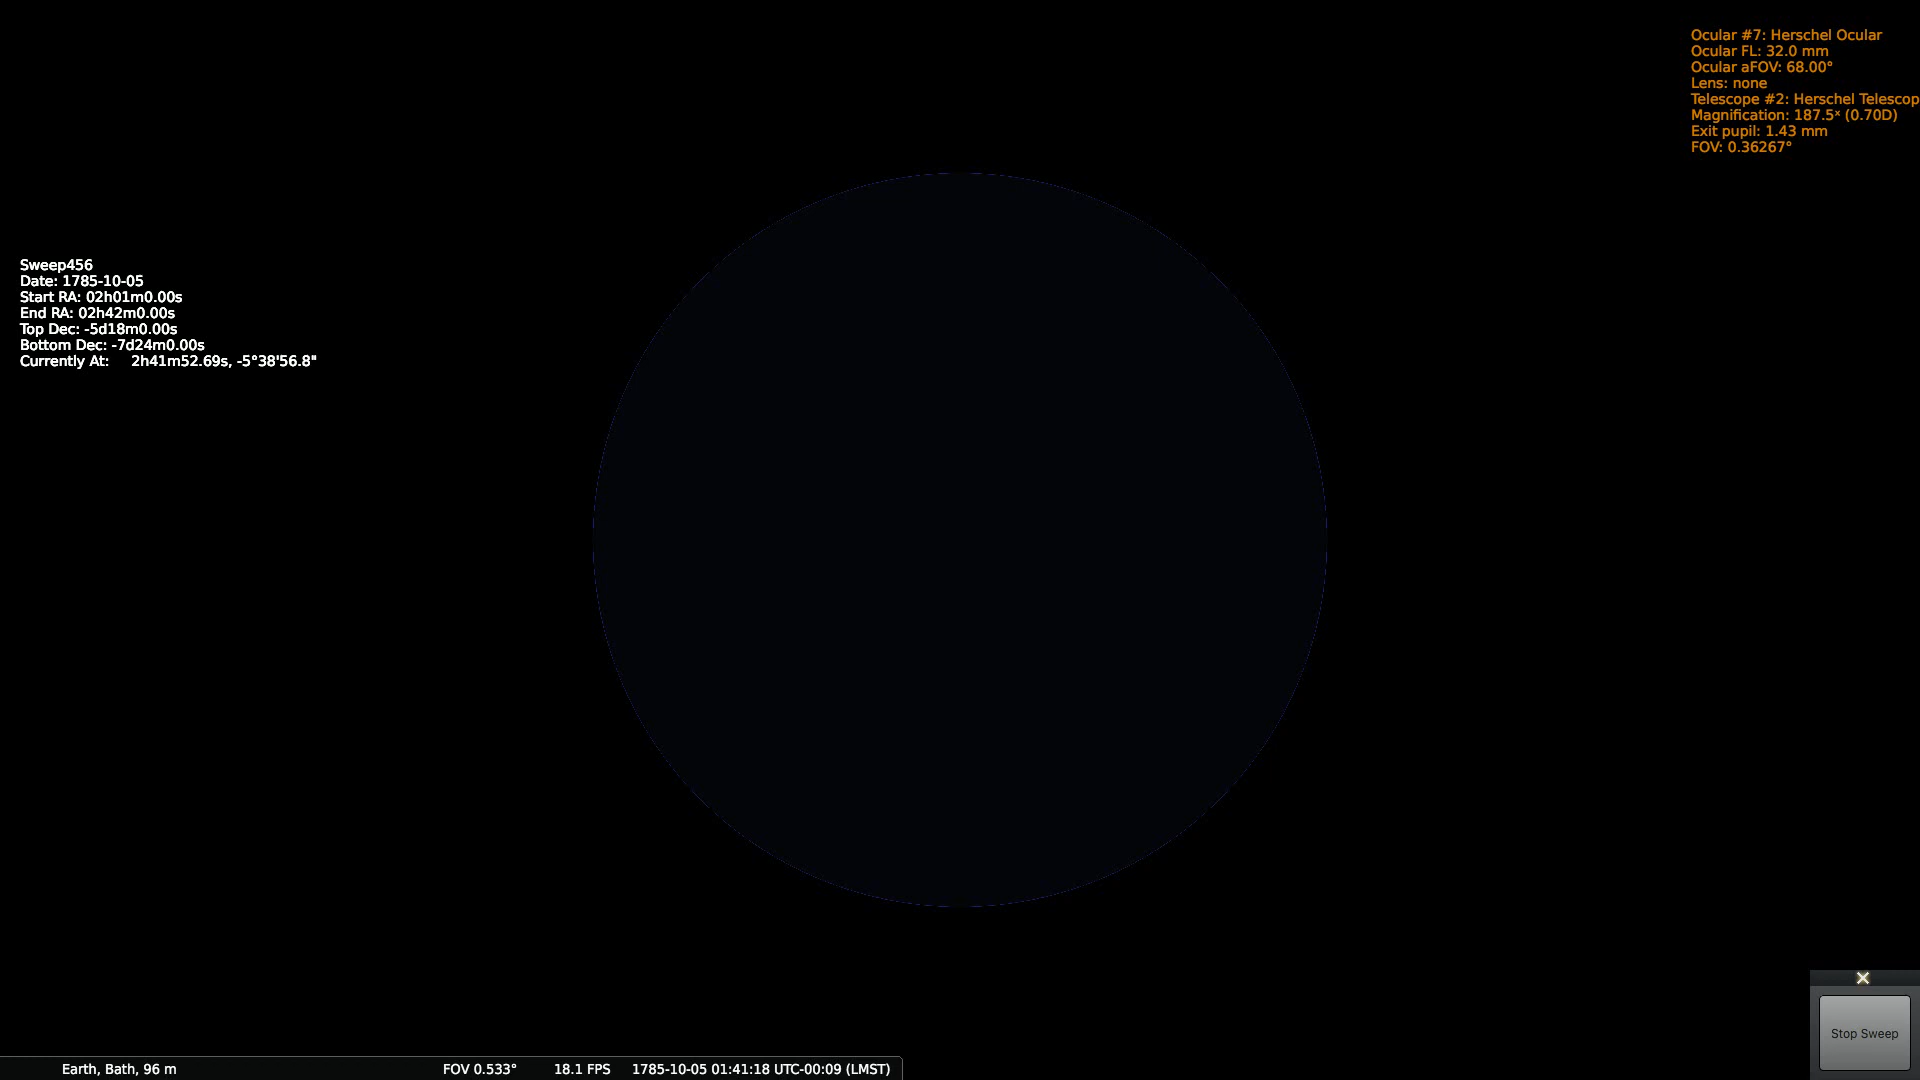 Ocular #7: Herschel Ocular
Ocular FL: 32.0 mm
Ocular aFOV: 68.00°
Lens: none
Telescope #2: Herschel Telescop
Magnification: 187.5ˣ (0.70D)
Exit pupil: 1.43 mm
FOV: 0.36267°
Sweep456
Date: 1785-10-05
Start RA: 02h01m0.00s
End RA: 02h42m0.00s
Top Dec: -5d18m0.00s
Bottom Dec: -7d24m0.00s
Currently At: 2h41m52.69s, -5°38'56.8"
Stop Sweep
Earth, Bath, 96 m FOV 0.533° 18.1 FPS 1785-10-05 01:41:18 UTC-00:09 (LMST)